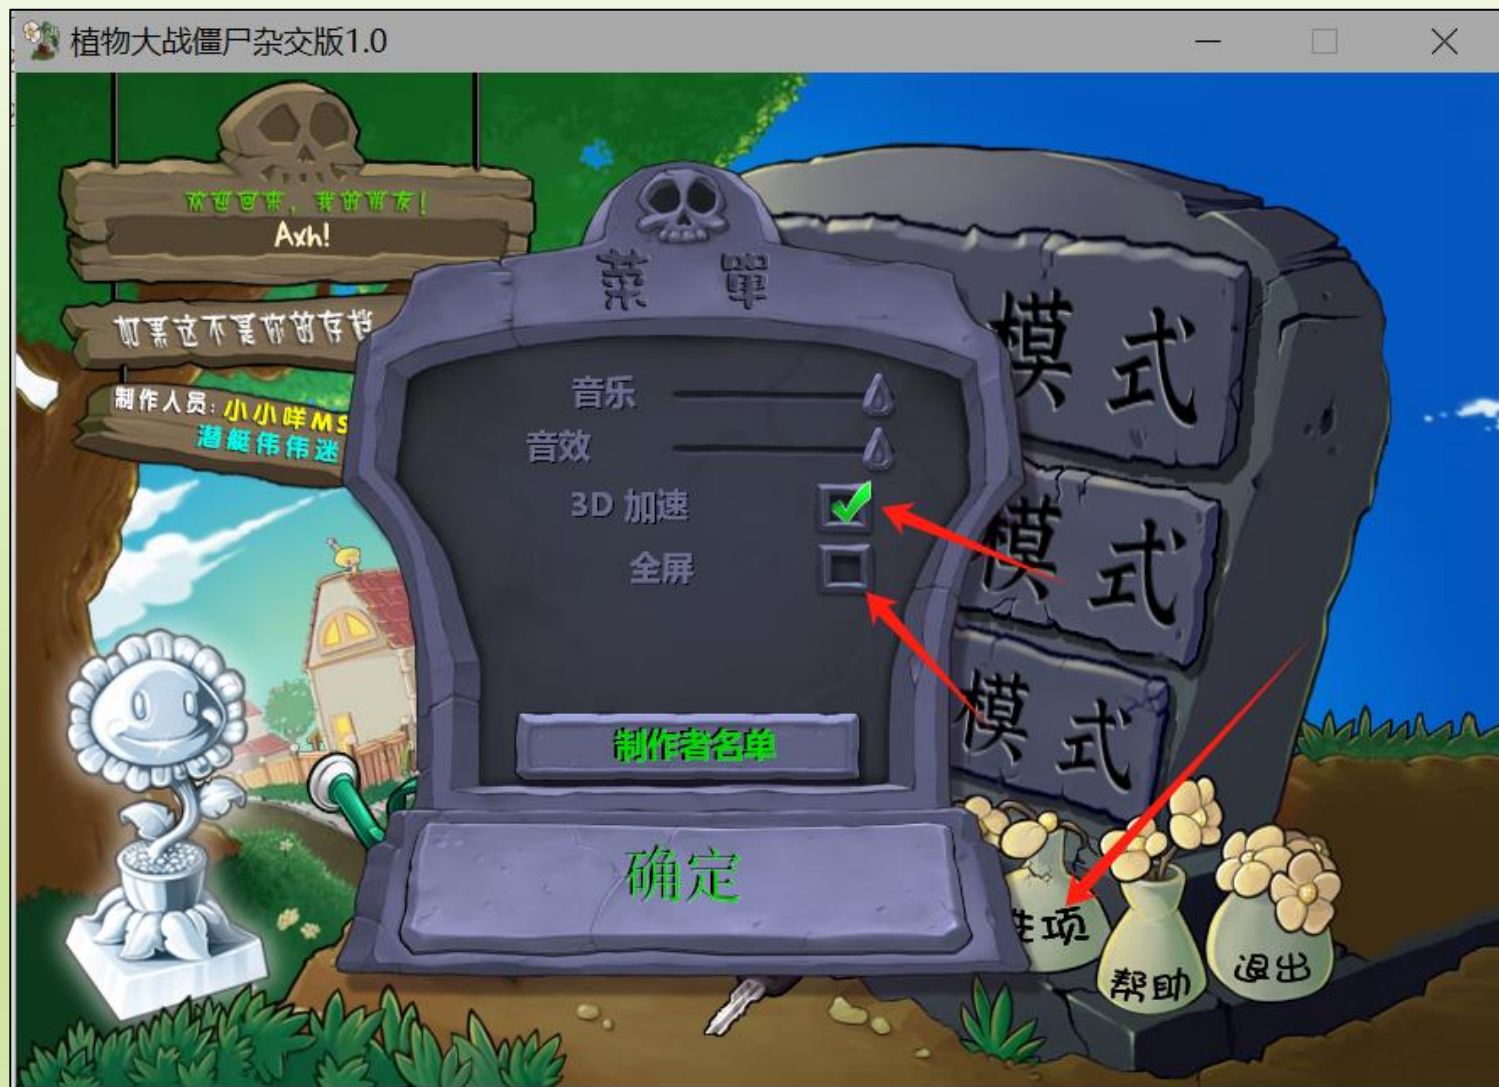 植物大战僵尸杂交版1.0
欢迎回来，我的朋友！
Axh!
如果这不是你的存档
制作人员：小小咩MS
潜艇伟伟迷
菜單
音乐
音效
3D 加速
全屏
制作者名单
确定
模式
模式
模式
项
帮助
退出